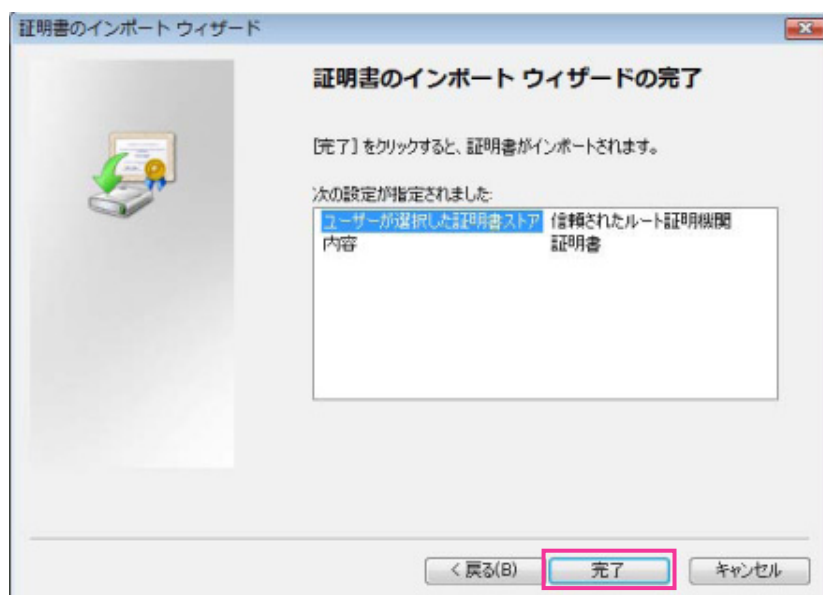 証明書のインポート ウィザード
証明書のインポート ウィザードの完了
[完了] をクリックすると、証明書がインポートされます。
次の設定が指定されました:
ユーザーが選択した証明書ストア 信頼されたルート証明機関
内容 証明書
< 戻る(B) 完了 キャンセル